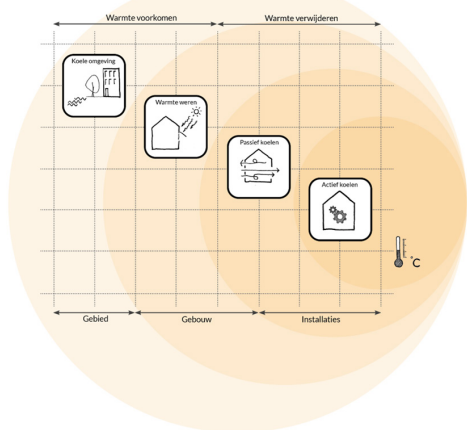 Warmte voorkomen
Warmte verwijderen
Koele omgeving
Warmte weren
Passief koelen
Actief koelen
°C
Gebied
Gebouw
Installaties